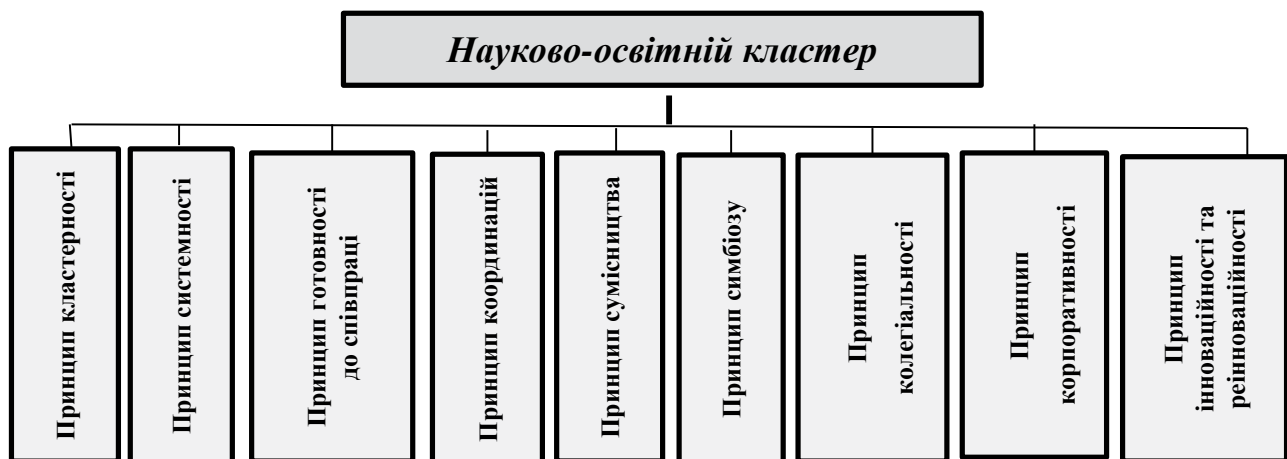 Науково-освітній кластер
Принцип кластерності
Принцип системності
Принцип готовності
до співпраці
Принцип координацій
Принцип сумісництва
Принцип симбіозу
Принцип
колегіальності
Принцип
корпоративності
Принцип
інноваційності та
реінноваційності